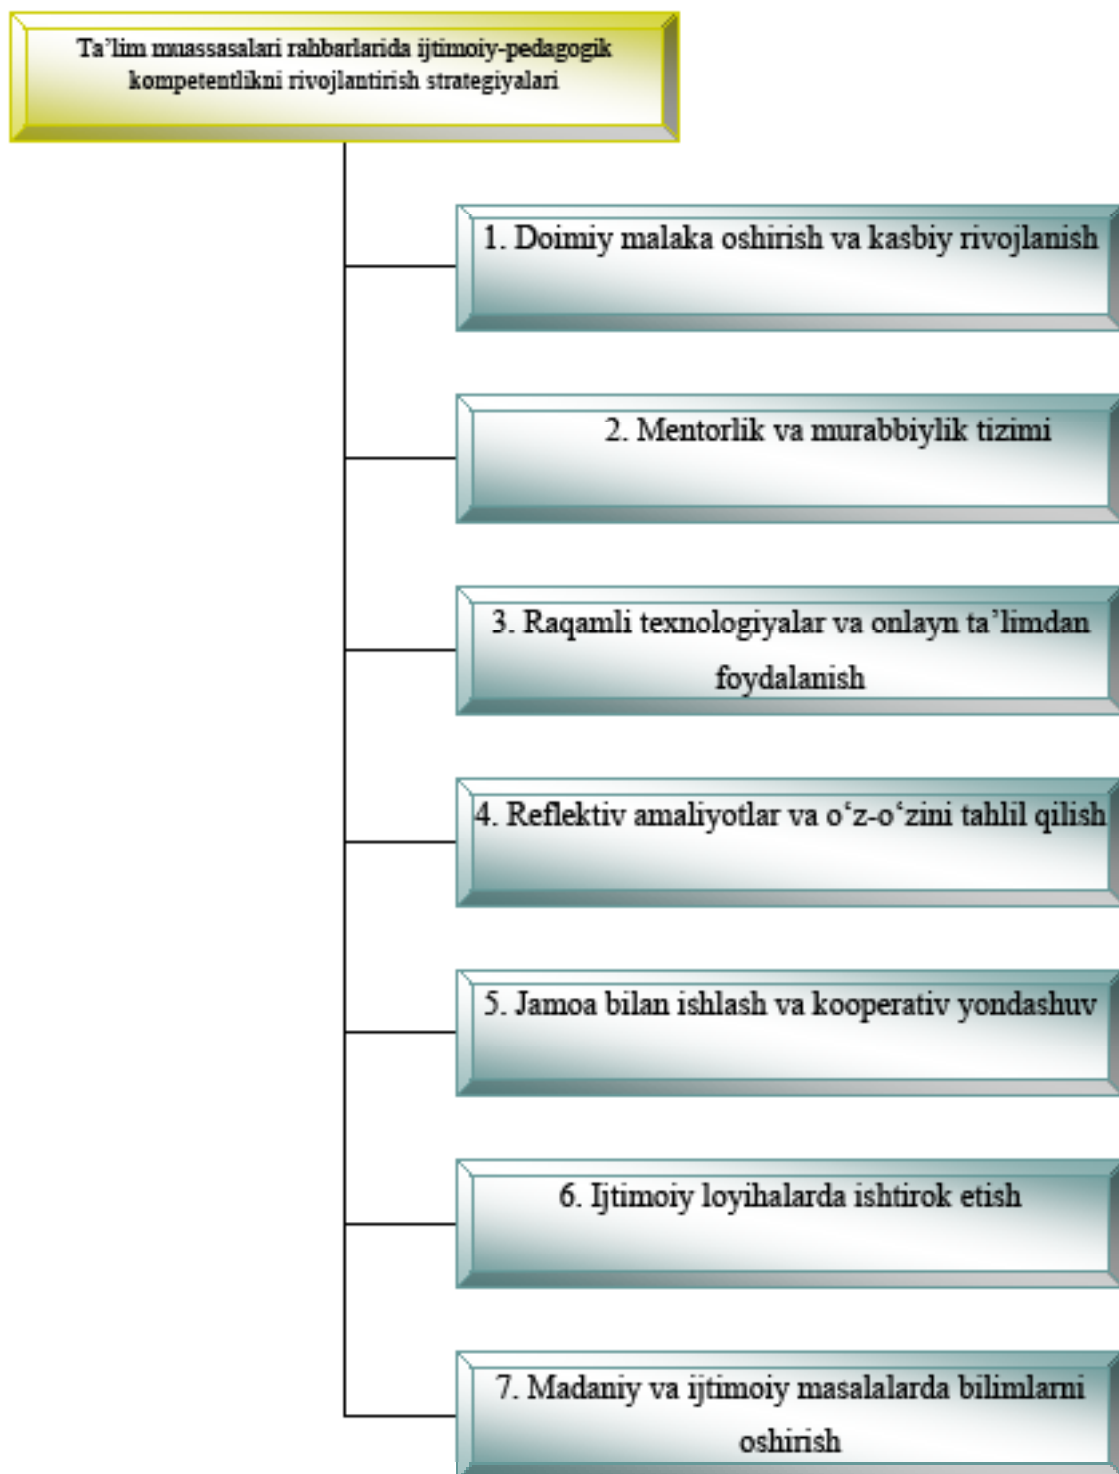 Ta’lim muassasalari rahbarlarida ijtimoiy-pedagogik
kompetentlikni rivojlantirish strategiyalari
1. Doimiy malaka oshirish va kasbiy rivojlanish
2. Mentorlik va murabbiylik tizimi
3. Raqamli texnologiyalar va onlayn ta’limdan
foydalanish
4. Reflektiv amaliyotlar va o‘z-o‘zini tahlil qilish
5. Jamoa bilan ishlash va kooperativ yondashuv
6. Ijtimoiy loyihalarda ishtirok etish
7. Madaniy va ijtimoiy masalalarda bilimlarni
oshirish